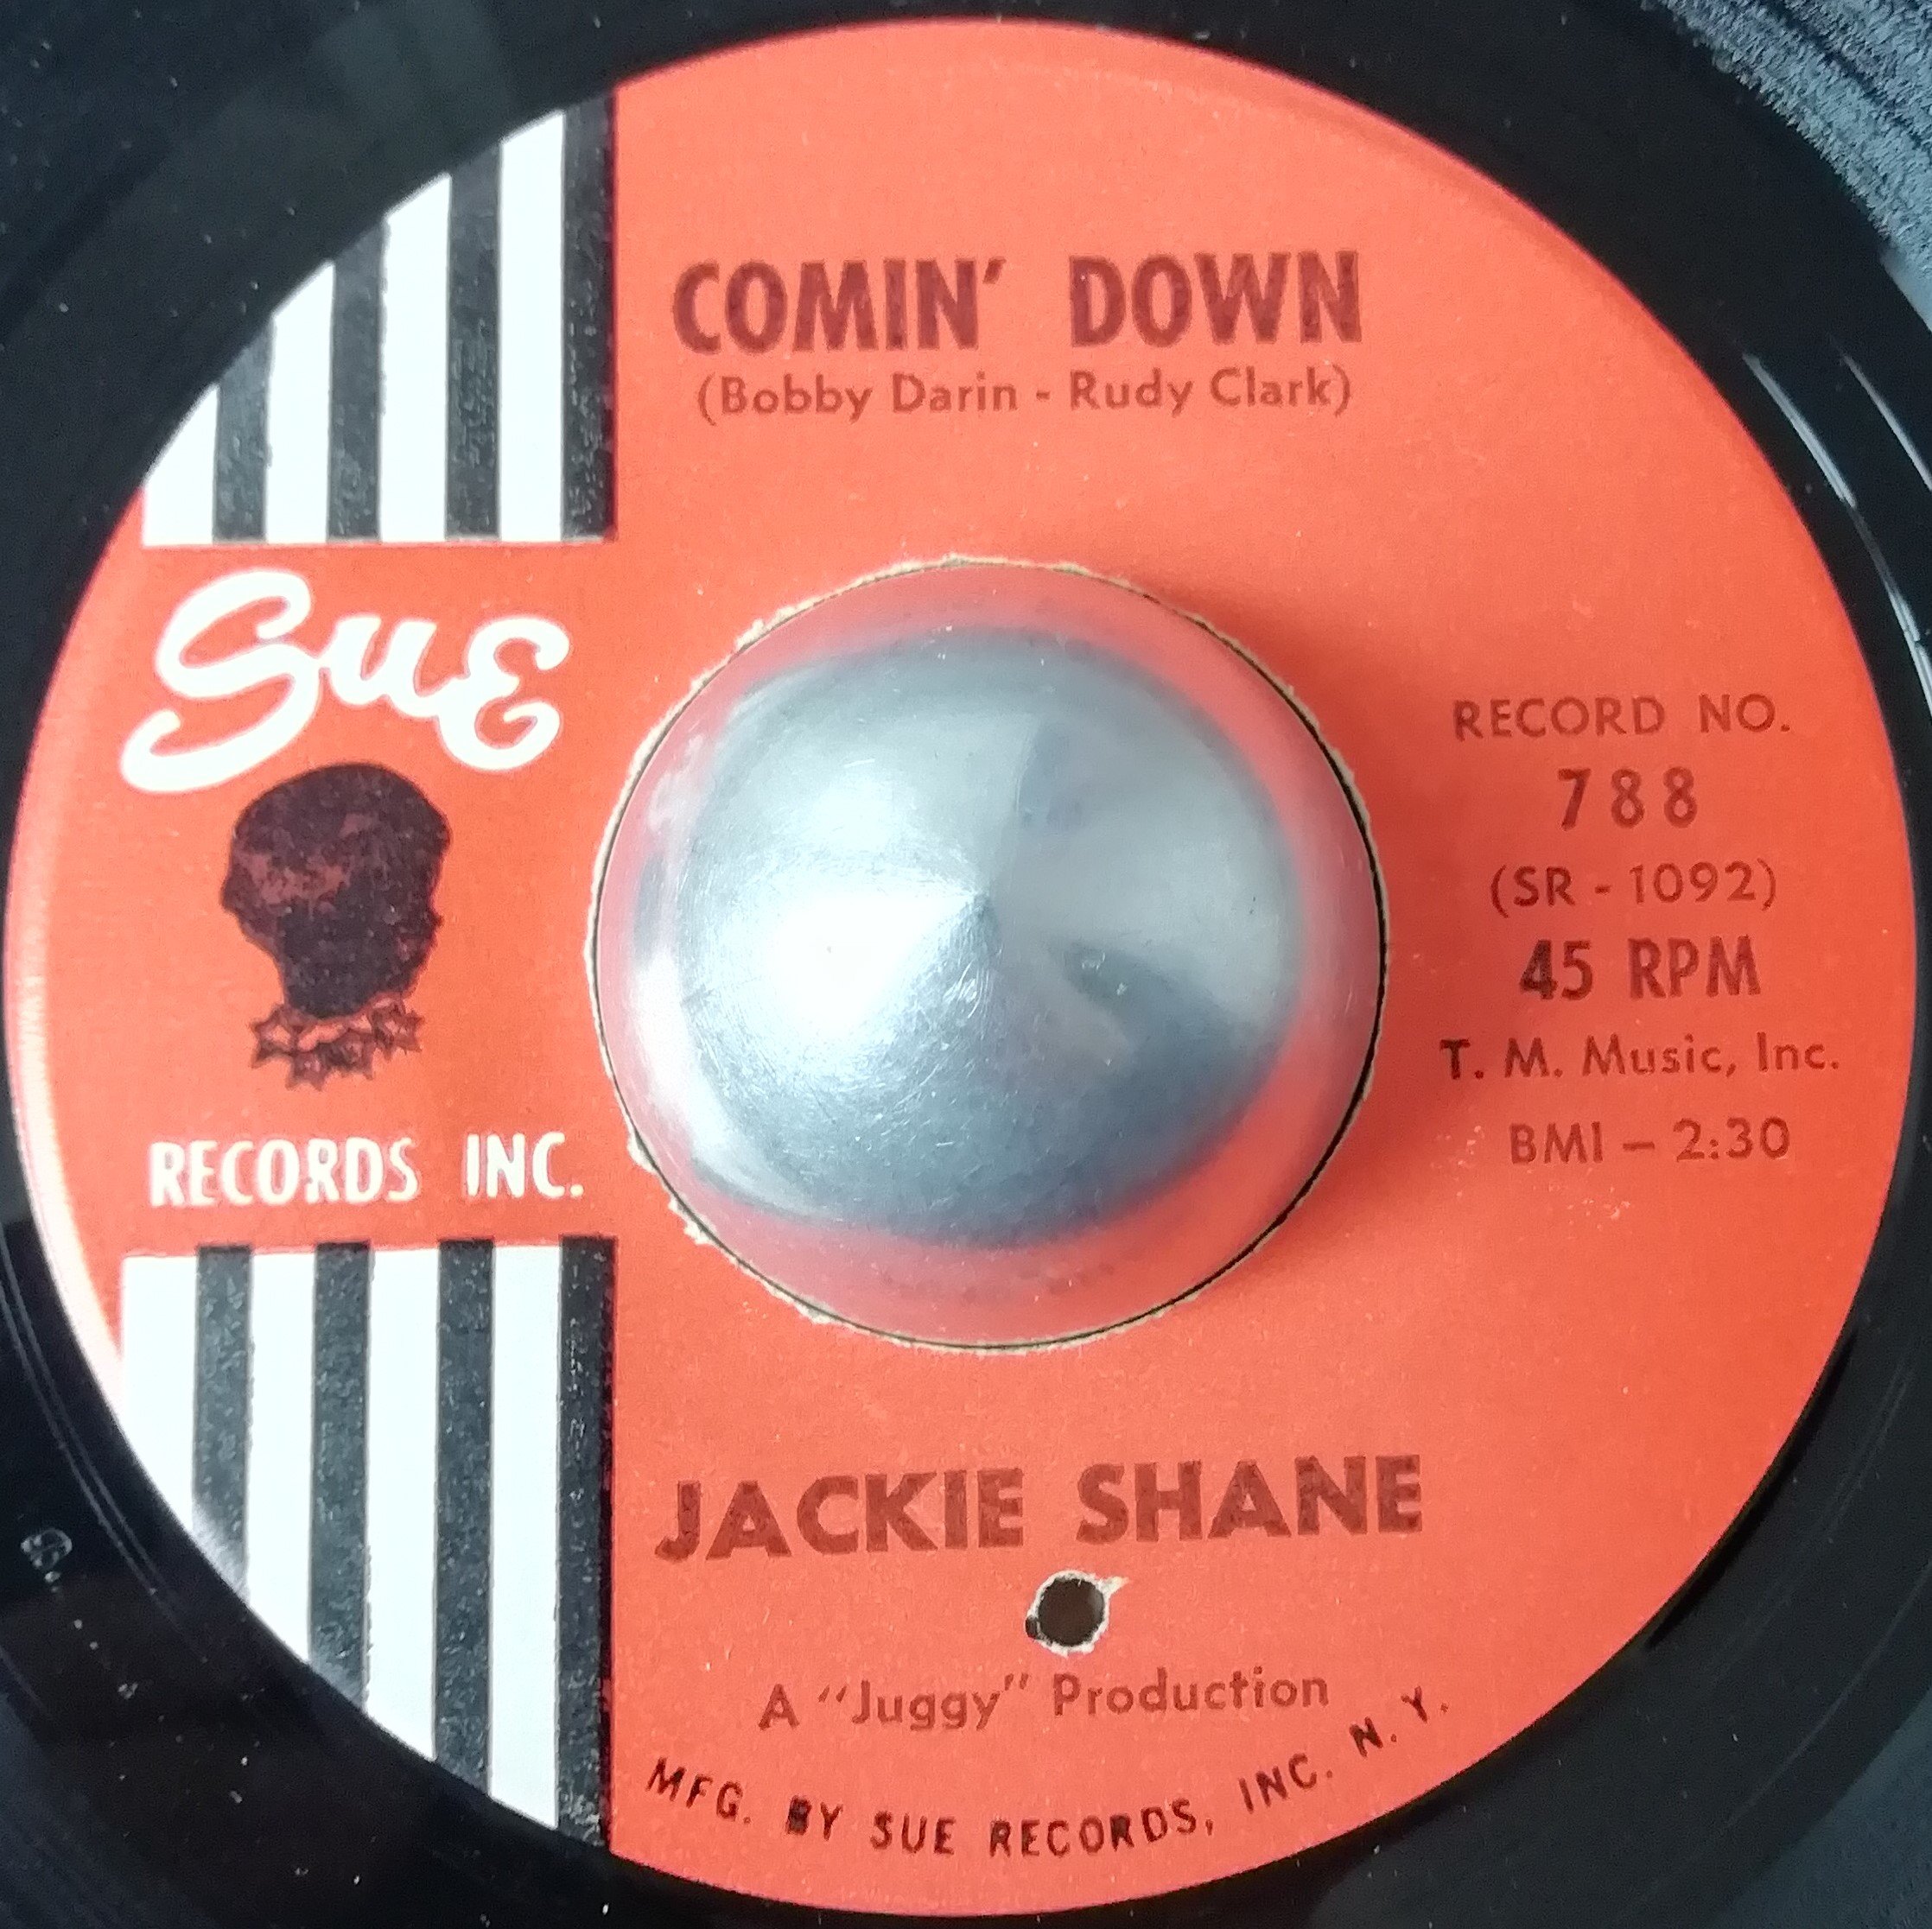 COMIN' DOWN
(Bobby Darin - Rudy Clark)
Sue
RECORDS INC.
RECORD NO.
788
(SR - 1092)
45 RPM
T. M. Music, Inc.
BMI — 2:30
JACKIE SHANE
A "Juggy" Production
MFG. BY SUE RECORDS, INC. N. Y.